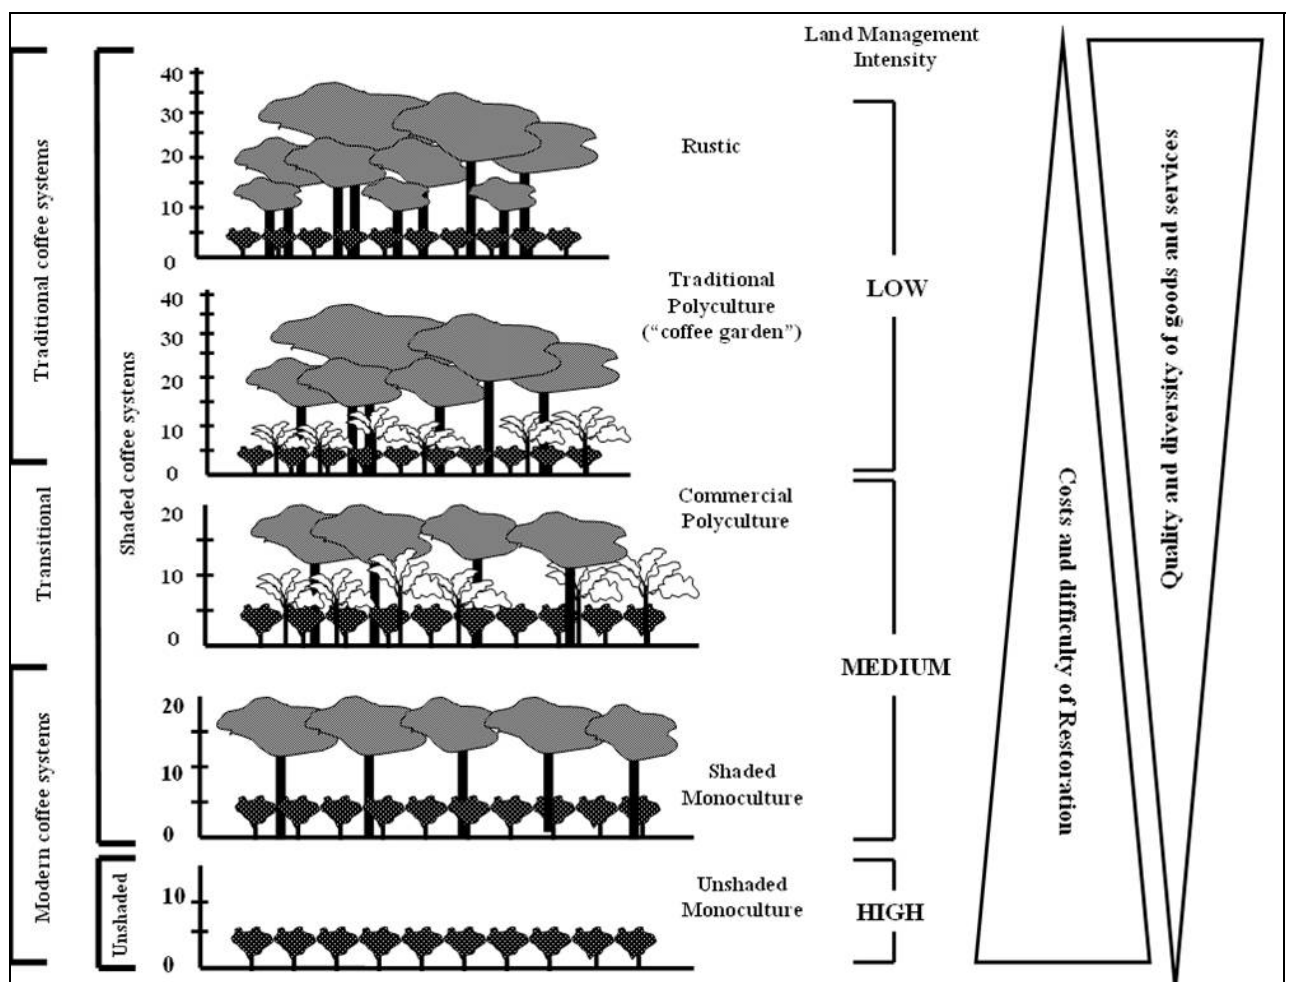 Land Management
Intensity
Traditional coffee systems
Transitional
Modern coffee systems
Shaded coffee systems
Unshaded
40
30
20
10
0
Rustic
40
30
20
10
0
Traditional
Polyculture
(“coffee garden”)
20
10
0
Commercial
Polyculture
20
10
0
Shaded
Monoculture
10
0
Unshaded
Monoculture
LOW
MEDIUM
HIGH
Costs and difficulty of Restoration
Quality and diversity of goods and services